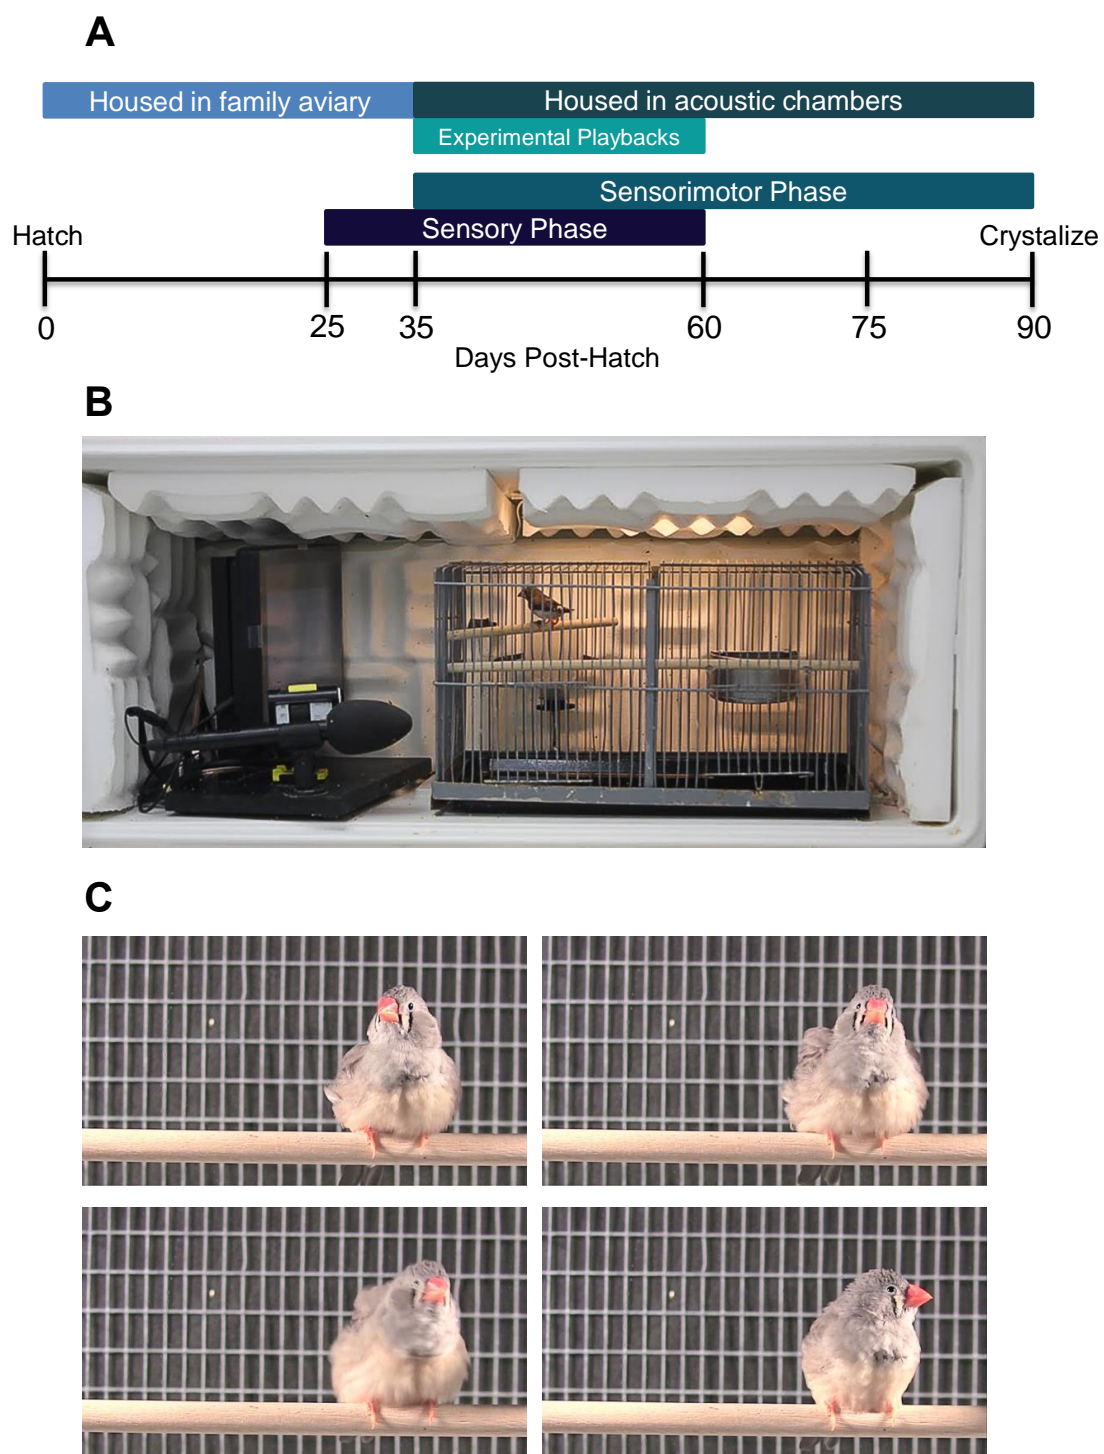 A
Housed in family aviary
Housed in acoustic chambers
Experimental Playbacks
Sensorimotor Phase
Sensory Phase
Hatch
Crystalize
0 25 35 60 75 90
Days Post-Hatch
B
C